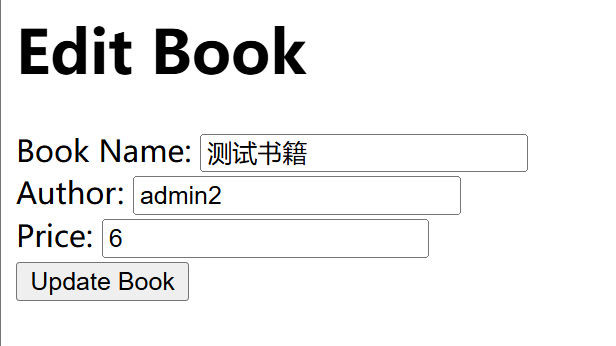 Edit Book
Book Name: 测试书籍
Author: admin2
Price: 6
Update Book